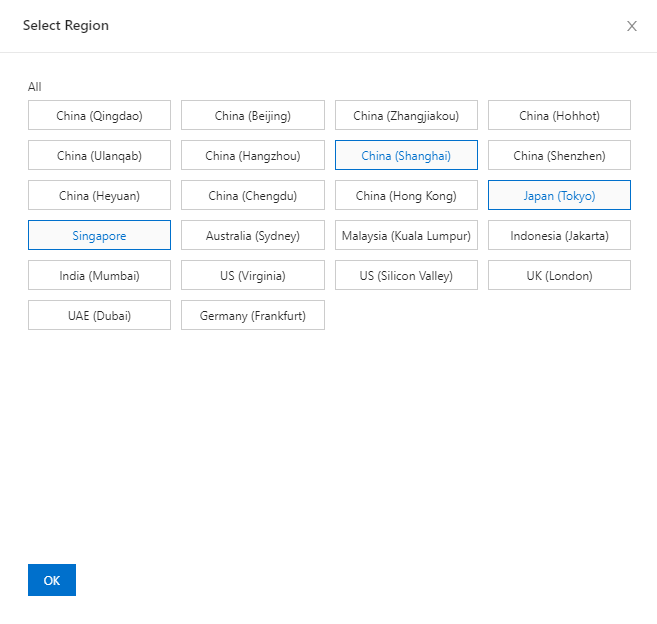 Select Region
All
China (Qingdao) China (Beijing) China (Zhangjiakou) China (Hohhot)
China (Ulanqab) China (Hangzhou) China (Shanghai) China (Shenzhen)
China (Heyuan) China (Chengdu) China (Hong Kong) Japan (Tokyo)
Singapore Australia (Sydney) Malaysia (Kuala Lumpur) Indonesia (Jakarta)
India (Mumbai) US (Virginia) US (Silicon Valley) UK (London)
UAE (Dubai) Germany (Frankfurt)
OK